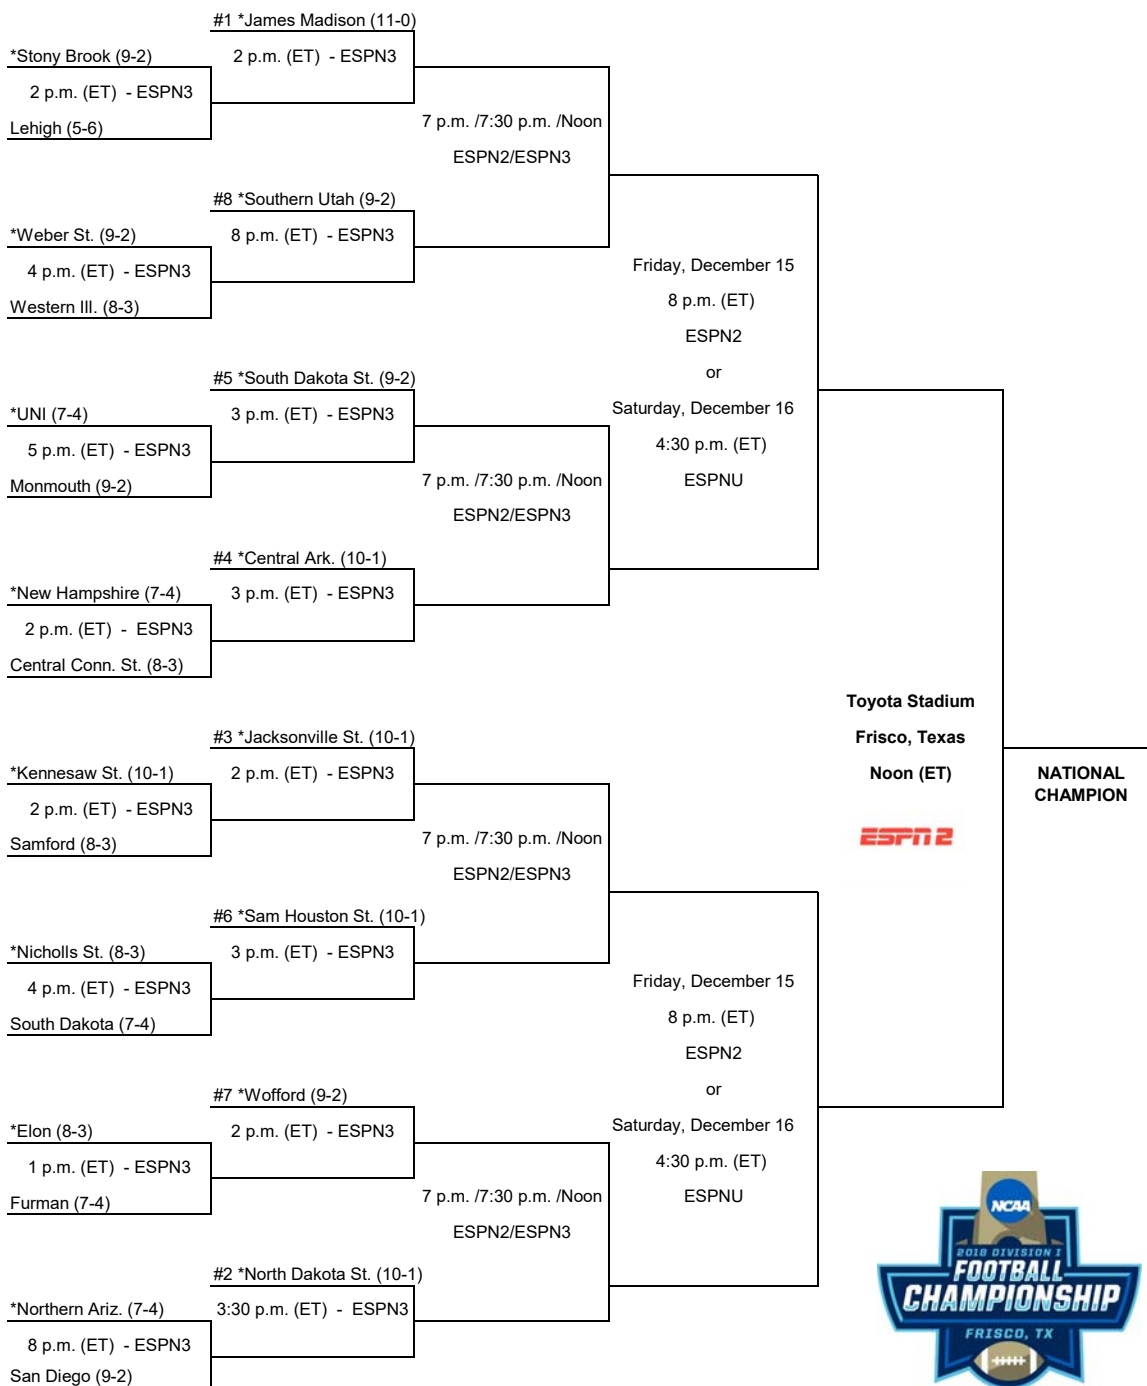 #1 *James Madison (11-0)
*Stony Brook (9-2)
2 p.m. (ET) - ESPN3
2 p.m. (ET) - ESPN3
Lehigh (5-6)
7 p.m. /7:30 p.m. /Noon
ESPN2/ESPN3
#8 *Southern Utah (9-2)
*Weber St. (9-2)
8 p.m. (ET) - ESPN3
4 p.m. (ET) - ESPN3
Western Ill. (8-3)
Friday, December 15
8 p.m. (ET)
ESPN2
or
Saturday, December 16
4:30 p.m. (ET)
ESPNU
#5 *South Dakota St. (9-2)
*UNI (7-4)
3 p.m. (ET) - ESPN3
5 p.m. (ET) - ESPN3
Monmouth (9-2)
7 p.m. /7:30 p.m. /Noon
ESPN2/ESPN3
#4 *Central Ark. (10-1)
*New Hampshire (7-4)
3 p.m. (ET) - ESPN3
2 p.m. (ET) - ESPN3
Central Conn. St. (8-3)
Toyota Stadium
Frisco, Texas
Noon (ET)
ESPN2
NATIONAL
CHAMPION
#3 *Jacksonville St. (10-1)
*Kennesaw St. (10-1)
2 p.m. (ET) - ESPN3
2 p.m. (ET) - ESPN3
Samford (8-3)
7 p.m. /7:30 p.m. /Noon
ESPN2/ESPN3
#6 *Sam Houston St. (10-1)
*Nicholls St. (8-3)
3 p.m. (ET) - ESPN3
4 p.m. (ET) - ESPN3
South Dakota (7-4)
Friday, December 15
8 p.m. (ET)
ESPN2
or
Saturday, December 16
4:30 p.m. (ET)
ESPNU
#7 *Wofford (9-2)
*Elon (8-3)
2 p.m. (ET) - ESPN3
1 p.m. (ET) - ESPN3
Furman (7-4)
7 p.m. /7:30 p.m. /Noon
ESPN2/ESPN3
#2 *North Dakota St. (10-1)
*Northern Ariz. (7-4)
3:30 p.m. (ET) - ESPN3
8 p.m. (ET) - ESPN3
San Diego (9-2)
NCAA
2018 DIVISION I
FOOTBALL
CHAMPIONSHIP
FRISCO, TX